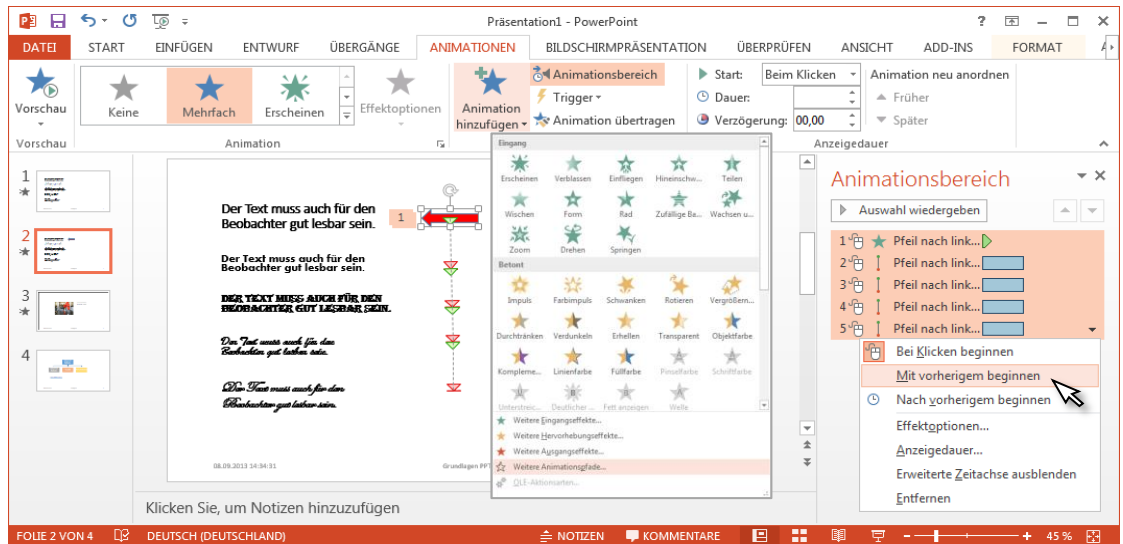 Präsentation1 - PowerPoint
DATEI START EINFÜGEN ENTWURF ÜBERGÄNGE ANIMATIONEN BILDSCHIRMPRÄSENTATION ÜBERPRÜFEN ANSICHT ADD-INS FORMAT
Vorschau
Keine Mehrfach Erscheinen
Effektoptionen
Animation
hinzufügen
Animationsbereich
Trigger
Animation übertragen
Start: Beim Klicken
Dauer:
Verzögerung: 00,00
Animation neu anordnen
Früher
Später
Vorschau Animation Anzeigedauer
1
2
3
4
Der Text muss auch für den
Beobachter gut lesbar sein.
1
Der Text muss auch für den
Beobachter gut lesbar sein.
DER TEXT MUSS AUCH FÜR DEN
BEOBACHTER GUT LESBAR SEIN.
Der Text muss auch für den
Beobachter gut lesbar sein.
Der Text muss auch für den
Beobachter gut lesbar sein.
08.09.2013 14:34:31
Grundlagen PPT
Eingang
Erscheinen Verblassen Einfliegen Hineinschw... Teilen
Wischen Form Rad Zufällige Ba... Wachsen u...
Zoom Drehen Springen
Betont
Impuls Farbimpuls Schwanken Rotieren Vergrößern...
Durchtränken Verdunkeln Erhellen Transparent Objektfarbe
Kompleme... Linienfarbe Füllfarbe Pinselfarbe Schriftfarbe
Unterstreic... Deutlicher ... Fett anzeigen Welle
Weitere Eingangseffekte...
Weitere Hervorhebungseffekte...
Weitere Ausgangseffekte...
Weitere Animationspfade...
OLE-Aktionsarten...
Animationsbereich
Auswahl wiedergeben
1 Pfeil nach link...
2 Pfeil nach link...
3 Pfeil nach link...
4 Pfeil nach link...
5 Pfeil nach link...
Bei Klicken beginnen
Mit vorherigem beginnen
Nach vorherigem beginnen
Effektoptionen...
Anzeigedauer...
Erweiterte Zeitachse ausblenden
Entfernen
Klicken Sie, um Notizen hinzuzufügen
FOLIE 2 VON 4 DEUTSCH (DEUTSCHLAND) NOTIZEN KOMMENTARE 45 %